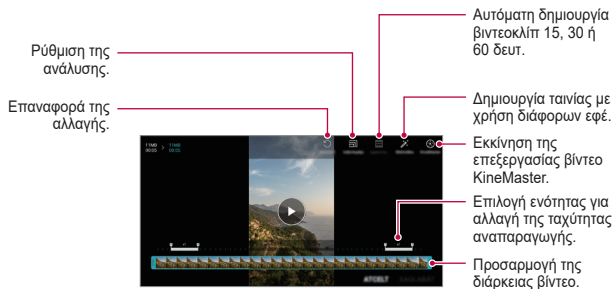 Ρύθμιση της
ανάλυσης.
Επαναφορά της
αλλαγής.
Αυτόματη δημιουργία
βιντεοκλίπ 15, 30 ή
60 δευτ.
Δημιουργία ταινίας με
χρήση διάφορων εφέ.
Εκκίνηση της
επεξεργασίας βίντεο
KineMaster.
Επιλογή ενότητας για
αλλαγή της ταχύτητας
αναπαραγωγής.
Προσαρμογή της
διάρκειας βίντεο.